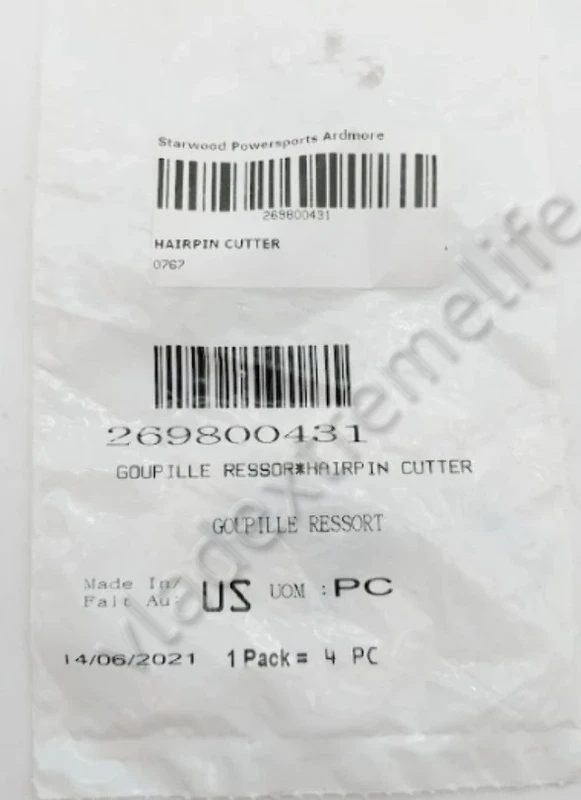 Starwood Powersports Ardmore
269800431
HAIRPIN CUTTER
0767
269800431
GOUPILLE RESSOR*HAIRPIN CUTTER
GOUPILLE RESSORT
Made In/ US UOM : PC
Fait Au:
14/06/2021 1 Pack = 4 PC
vladextremelife